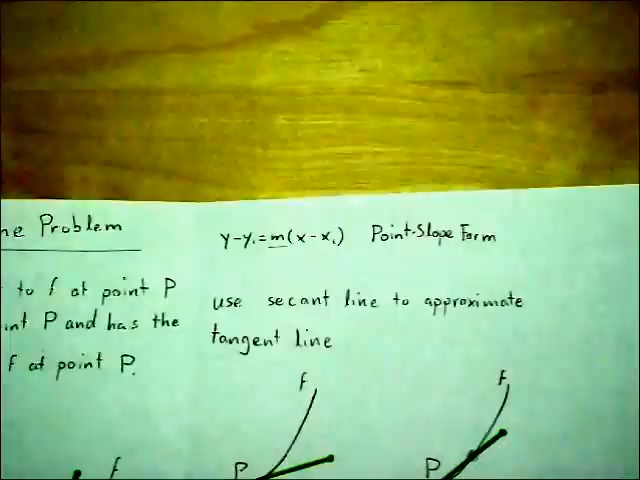 ne Problem
to f at point P
int P and has the
f at point P.
f
y-y₁=m(x-x₁) Point-Slope Form
use secant line to approximate
tangent line
f
P
f
P